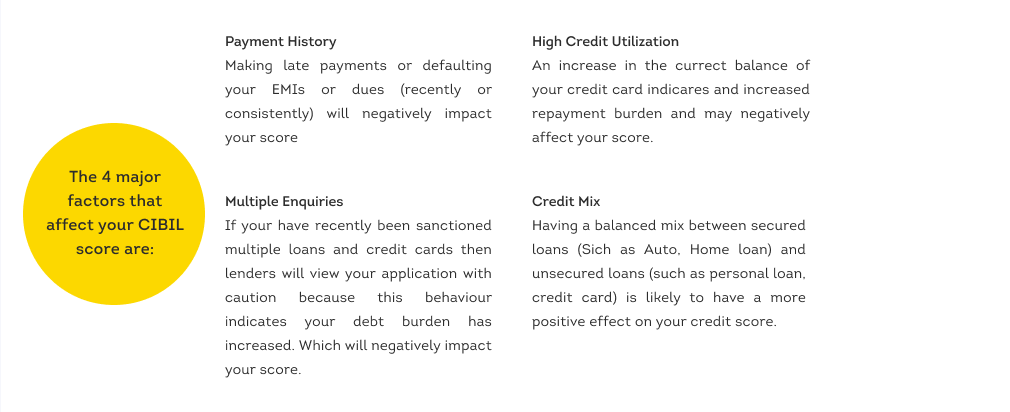 The 4 major
factors that
affect your CIBIL
score are:
Payment History
Making late payments or defaulting
your EMIs or dues (recently or
consistently) will negatively impact
your score
High Credit Utilization
An increase in the currect balance of
your credit card indicares and increased
repayment burden and may negatively
affect your score.
Multiple Enquiries
If your have recently been sanctioned
multiple loans and credit cards then
lenders will view your application with
caution because this behaviour
indicates your debt burden has
increased. Which will negatively impact
your score.
Credit Mix
Having a balanced mix between secured
loans (Sich as Auto, Home loan) and
unsecured loans (such as personal loan,
credit card) is likely to have a more
positive effect on your credit score.